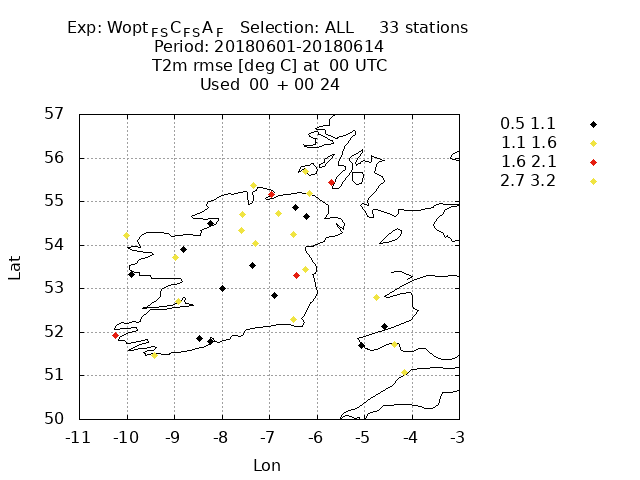 Exp: Wopt FS C FS A F Selection: ALL 33 stations
Period: 20180601-20180614
T2m rmse [deg C] at 00 UTC
Used 00 + 00 24
0.5 1.1
1.1 1.6
1.6 2.1
2.7 3.2
57
56
55
54
53
52
51
50
Lat
-11 -10 -9 -8 -7 -6 -5 -4 -3
Lon